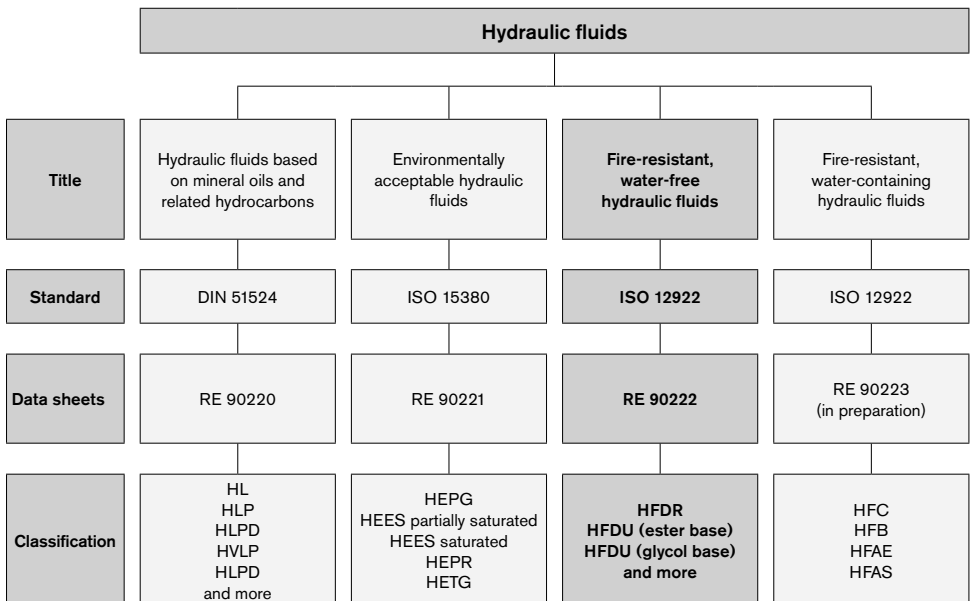 Hydraulic fluids
Title
Hydraulic fluids based
on mineral oils and
related hydrocarbons
Environmentally
acceptable hydraulic
fluids
Fire-resistant,
water-free
hydraulic fluids
Fire-resistant,
water-containing
hydraulic fluids
Standard
DIN 51524
ISO 15380
ISO 12922
ISO 12922
Data sheets
RE 90220
RE 90221
RE 90222
RE 90223
(in preparation)
Classification
HL
HLP
HLPD
HVLP
HLPD
and more
HEPG
HEES partially saturated
HEES saturated
HEPR
HETG
HFDR
HFDU (ester base)
HFDU (glycol base)
and more
HFC
HFB
HFAE
HFAS